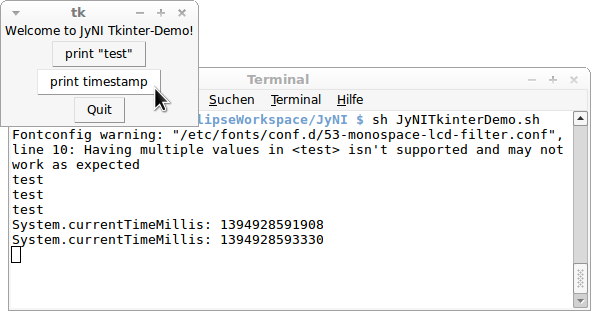 tk
Welcome to JyNI Tkinter-Demo!
print "test"
print timestamp
Quit
Terminal
Suchen Terminal Hilfe
lipseWorkspace/JyNI $ sh JyNITkinterDemo.sh
Fontconfig warning: "/etc/fonts/conf.d/53-monospace-lcd-filter.conf",
line 10: Having multiple values in <test> isn't supported and may not
work as expected
test
test
test
System.currentTimeMillis: 1394928591908
System.currentTimeMillis: 1394928593330